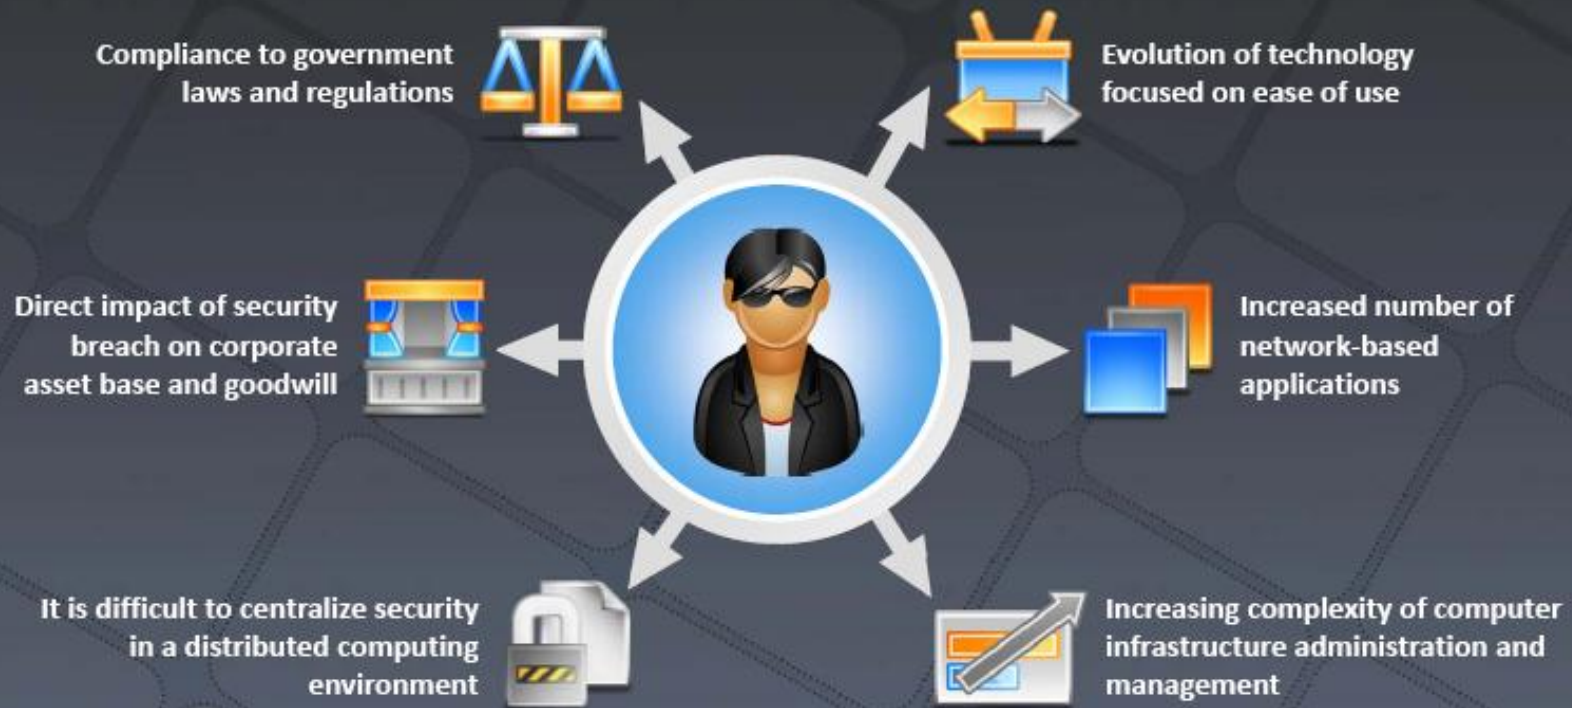 Compliance to government
laws and regulations
Evolution of technology
focused on ease of use
Direct impact of security
breach on corporate
asset base and goodwill
Increased number of
network-based
applications
It is difficult to centralize security
in a distributed computing
environment
Increasing complexity of computer
infrastructure administration and
management